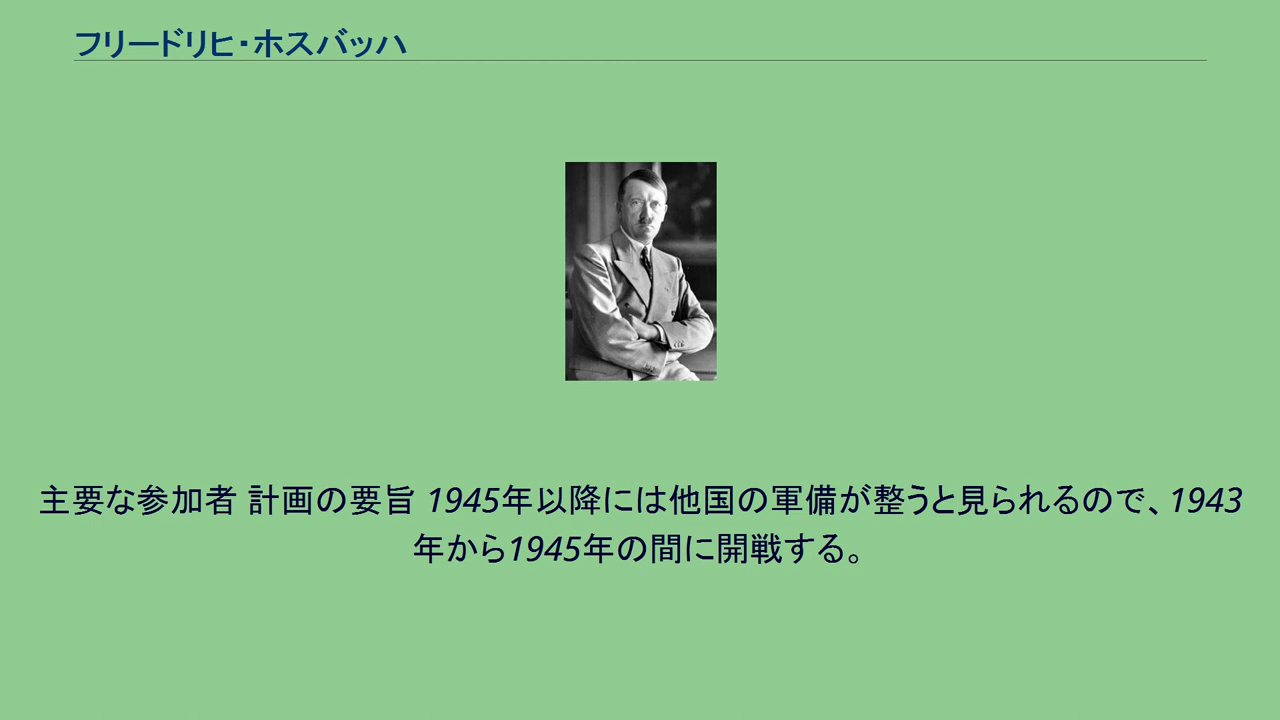 フリードリヒ・ホスバッハ
主要な参加者 計画の要旨 1945年以降には他国の軍備が整うと見られるので、1943
年から1945年の間に開戦する。